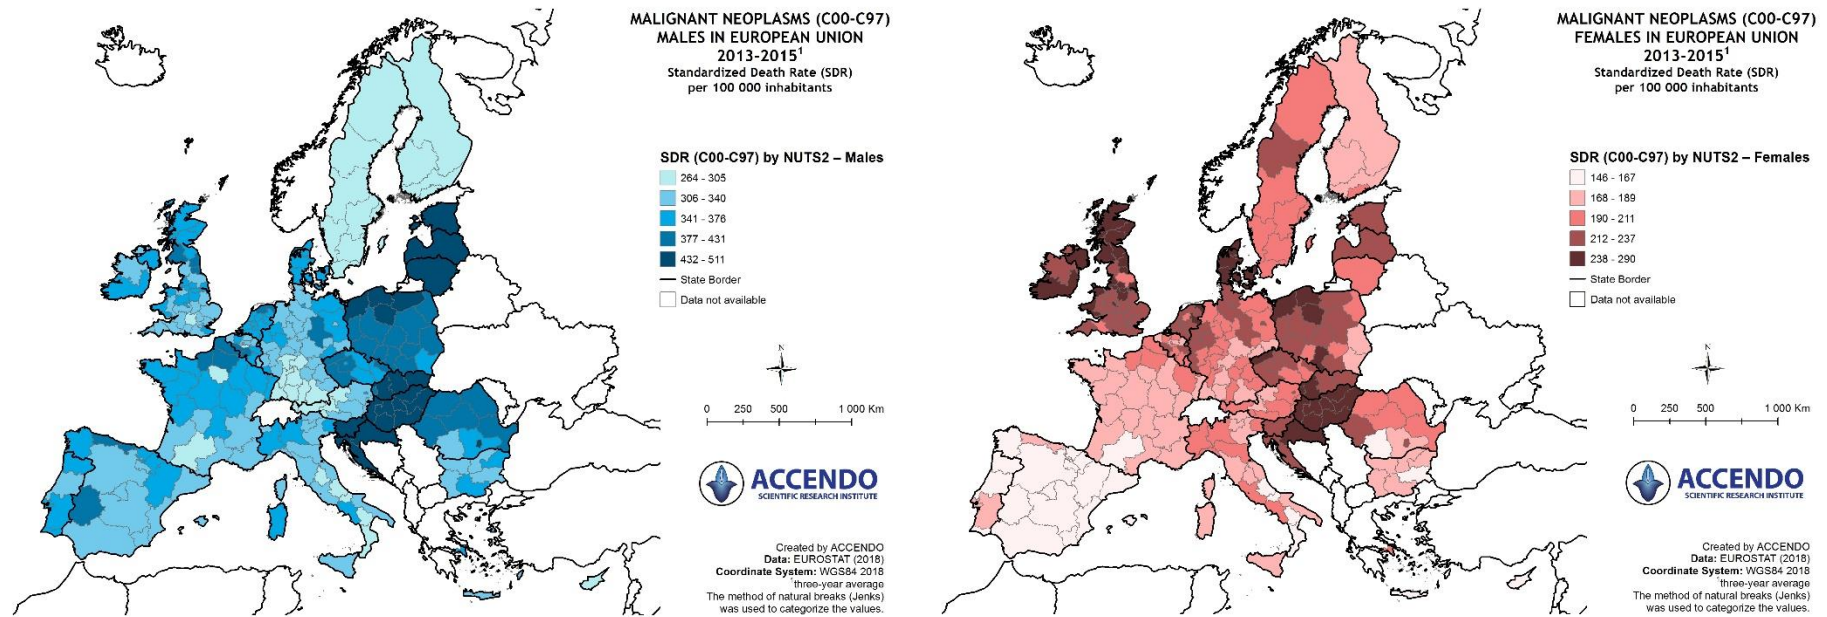 MALIGNANT NEOPLASMS (C00-C97)
MALES IN EUROPEAN UNION
2013-2015¹
Standardized Death Rate (SDR)
per 100 000 inhabitants
SDR (C00-C97) by NUTS2 – Males
264 - 305
306 - 340
341 - 376
377 - 431
432 - 511
State Border
Data not available
N
0 250 500 1 000 Km
ACCENDO
SCIENTIFIC RESEARCH INSTITUTE
Created by ACCENDO
Data: EUROSTAT (2018)
Coordinate System: WGS84 2018
¹three-year average
The method of natural breaks (Jenks)
was used to categorize the values.
MALIGNANT NEOPLASMS (C00-C97)
FEMALES IN EUROPEAN UNION
2013-2015¹
Standardized Death Rate (SDR)
per 100 000 inhabitants
SDR (C00-C97) by NUTS2 – Females
146 - 167
168 - 189
190 - 211
212 - 237
238 - 290
State Border
Data not available
N
0 250 500 1 000 Km
ACCENDO
SCIENTIFIC RESEARCH INSTITUTE
Created by ACCENDO
Data: EUROSTAT (2018)
Coordinate System: WGS84 2018
¹three-year average
The method of natural breaks (Jenks)
was used to categorize the values.